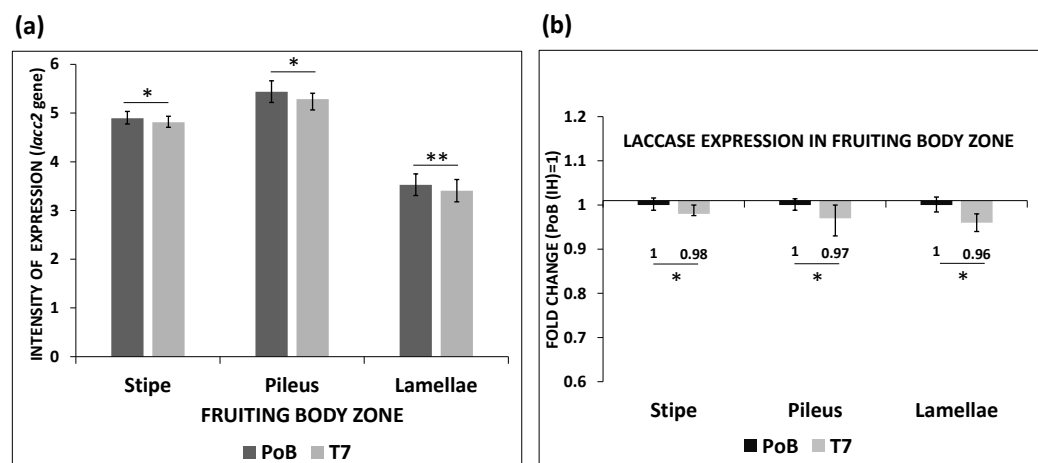 (a)
INTENSITY OF EXPRESSION (lacc2 gene)
6
5
4
3
2
1
0
*
*
**
Stipe Pileus Lamellae
FRUITING BODY ZONE
PoB T7
(b)
FOLD CHANGE (PoB (IH)=1)
1.2
1.1
1
0.9
0.8
0.7
0.6
LACCASE EXPRESSION IN FRUITING BODY ZONE
1 0.98
*
1 0.97
*
1 0.96
*
Stipe Pileus Lamellae
PoB T7